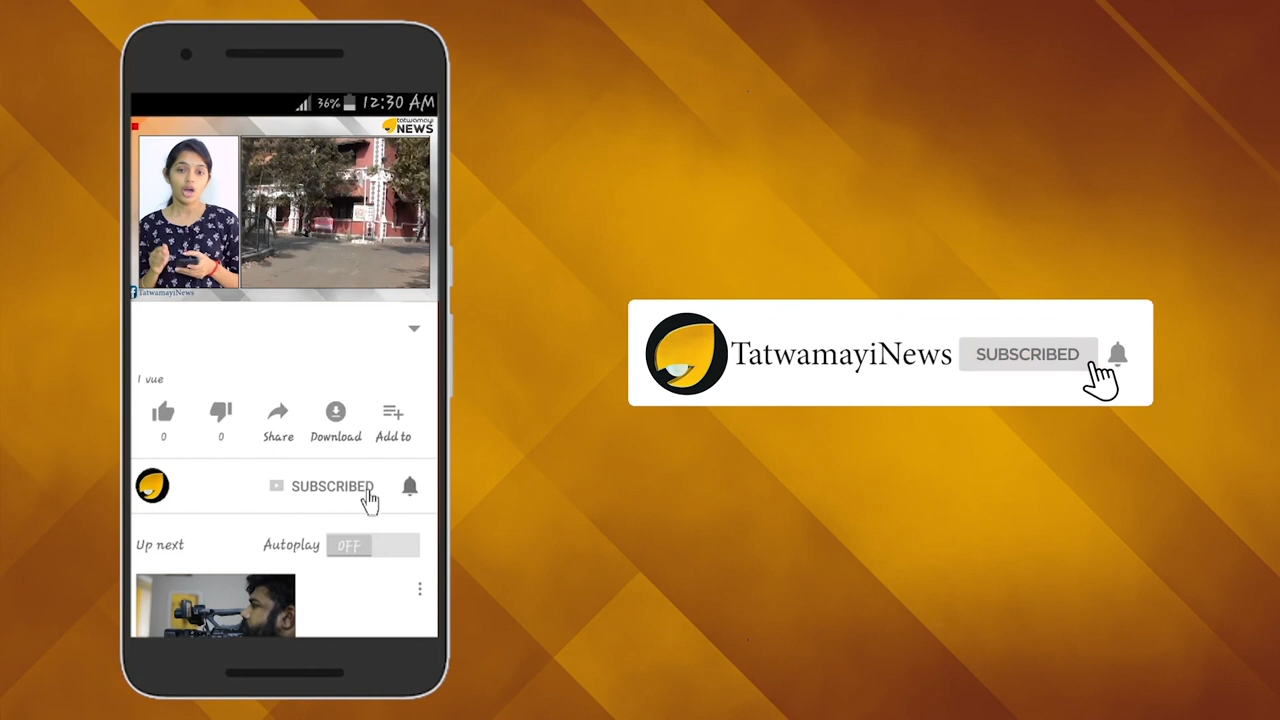 36% 12:30 AM
tatwamayi
NEWS
TatwamayiNews
1 vue
0 0 Share Download Add to
SUBSCRIBED
Up next Autoplay OFF
TatwamayiNews SUBSCRIBED